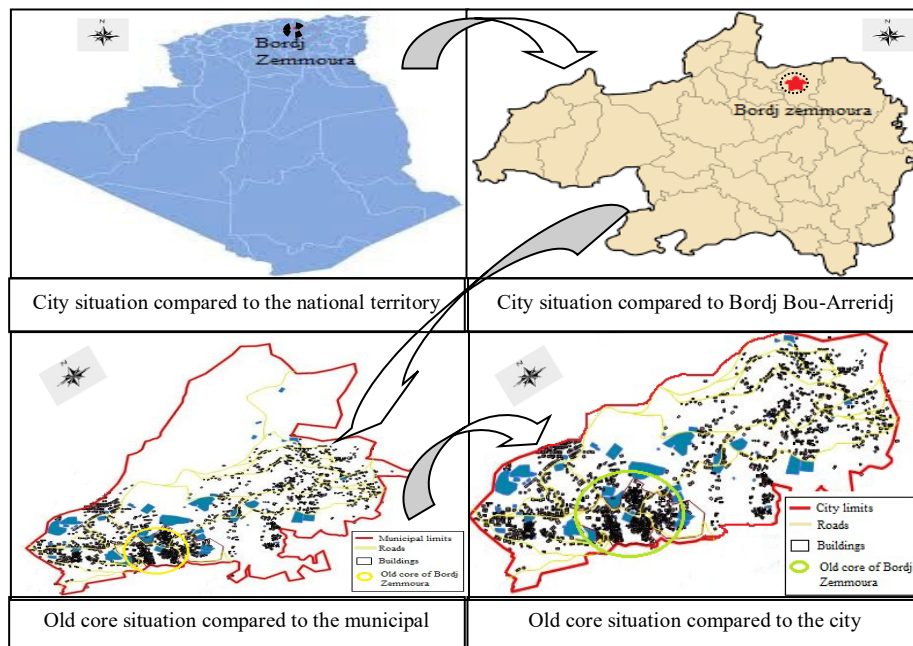 Bordj
Zemmoura
Bordj zemmoura
City situation compared to the national territory
City situation compared to Bordj Bou-Arreridj
Municipal limits
Roads
Buildings
Old core of Bordj
Zemmoura
City limits
Roads
Buildings
Old core of Bordj
Zemmoura
Old core situation compared to the municipal
Old core situation compared to the city